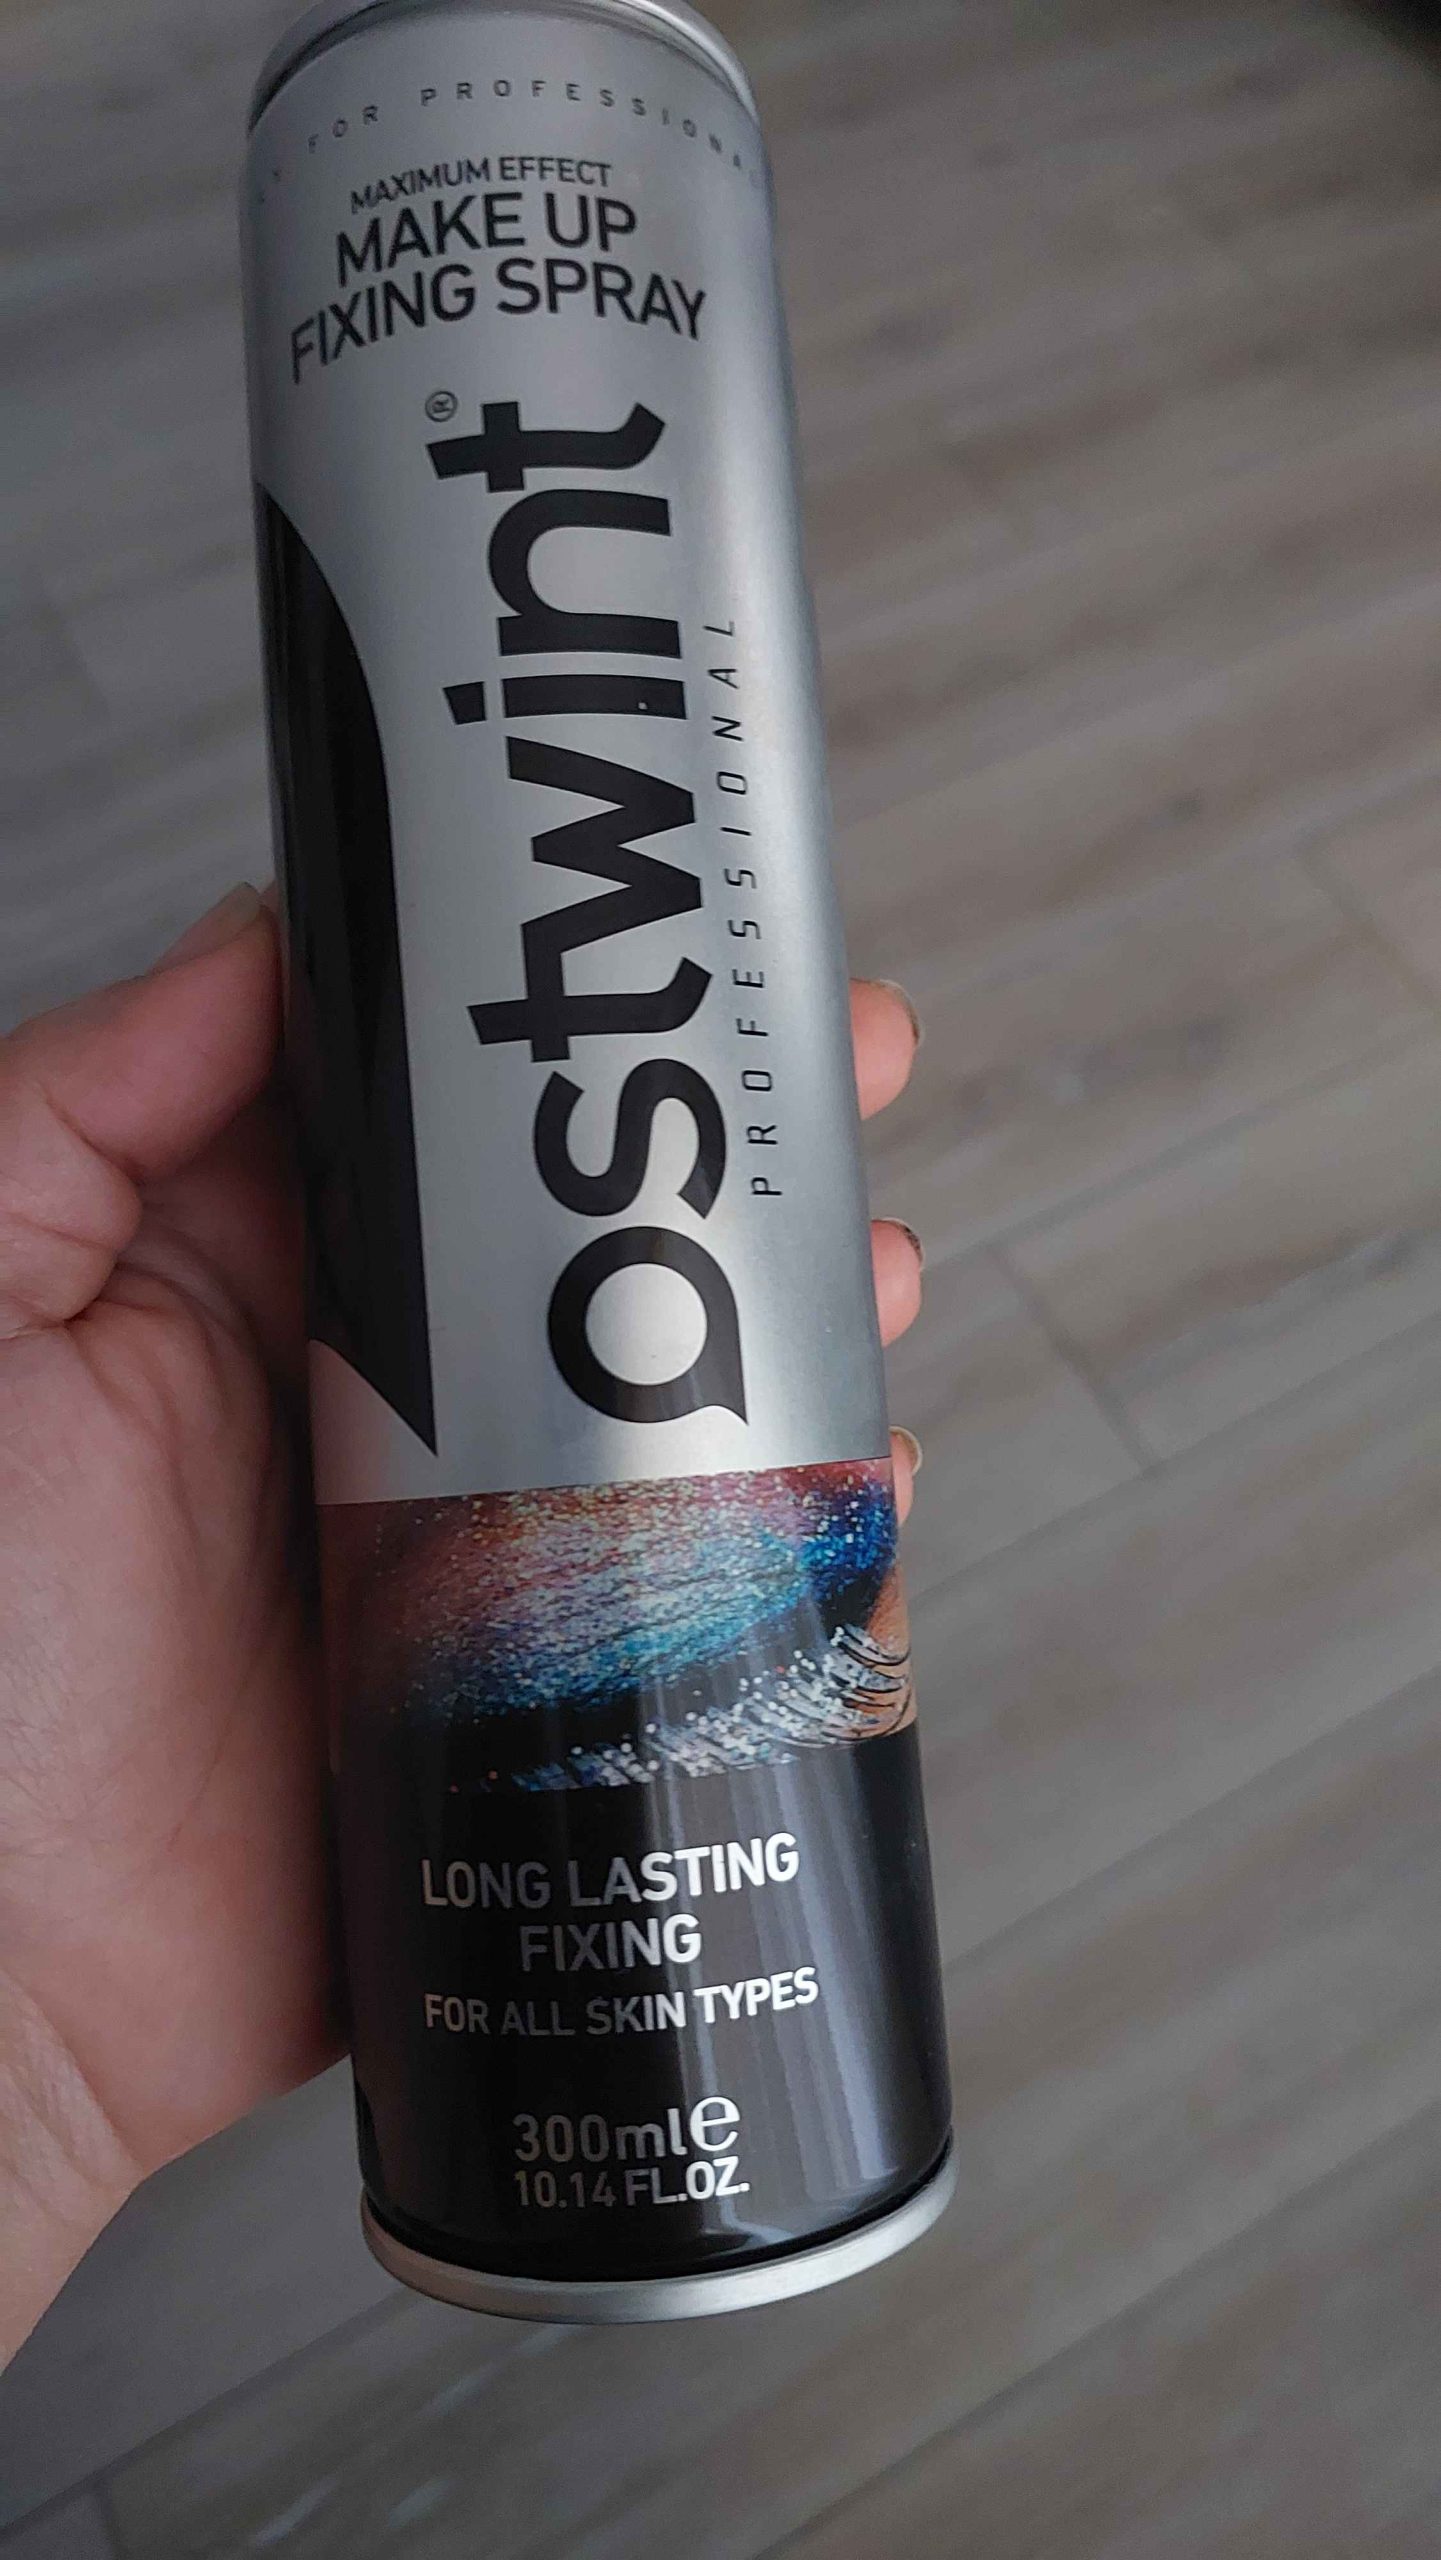 FOR PROFESSIONAL
MAXIMUM EFFECT
MAKE UP
FIXING SPRAY
ostwint®
PROFESSIONAL
LONG LASTING
FIXING
FOR ALL SKIN TYPES
300ml℮
10.14 FL.OZ.